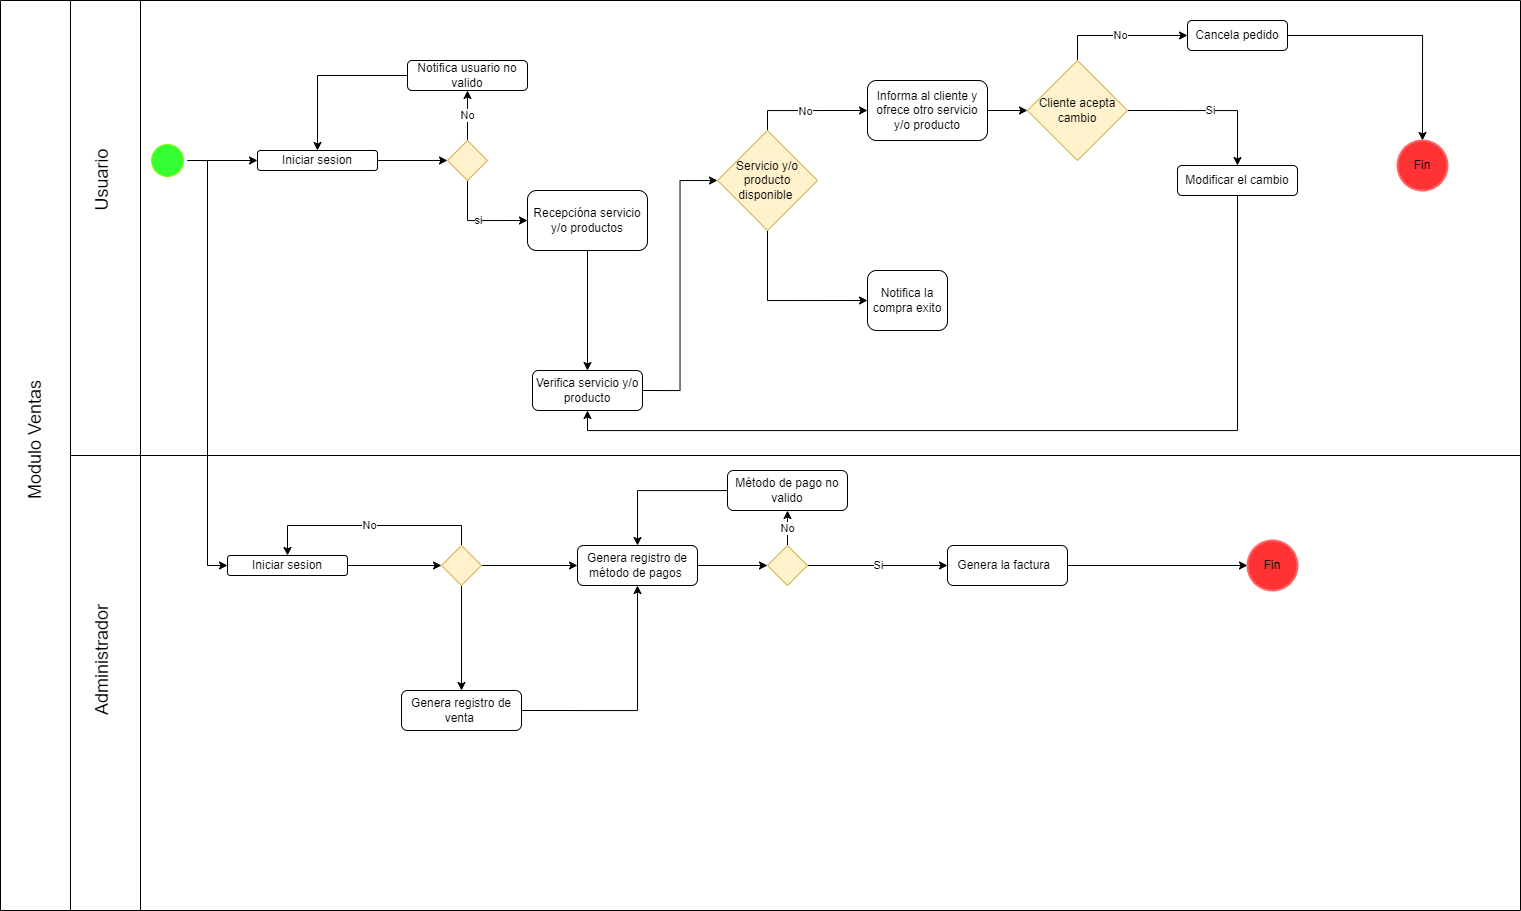 Modulo Ventas
Usuario
Notifica usuario no
valido
No
Iniciar sesion
si
Recepcióna servicio
y/o productos
Verifica servicio y/o
producto
Servicio y/o
producto
disponible
No
Informa al cliente y
ofrece otro servicio
y/o producto
Notifica la
compra exito
Cliente acepta
cambio
No
Cancela pedido
Si
Modificar el cambio
Fin
Administrador
Iniciar sesion
No
Genera registro de
venta
Genera registro de
método de pagos
Método de pago no
valido
No
Si
Genera la factura
Fin